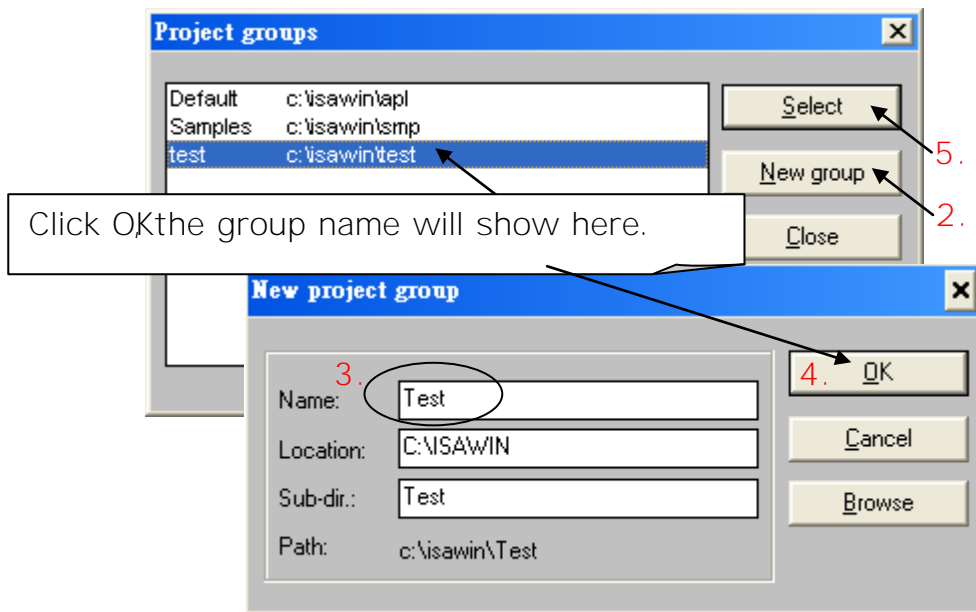 Project groups
Default c:\isawin\apl
Samples c:\isawin\smp
test c:\isawin\test
Select
5.
New group
2.
Close
Click OK,the group name will show here.
New project group
3.
Name: Test
4.
OK
Location: C:\ISAWIN
Cancel
Sub-dir.: Test
Browse
Path: c:\isawin\Test